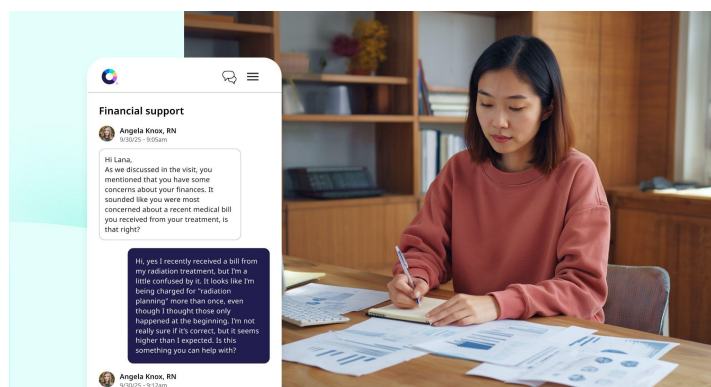 Financial support
Angela Knox, RN
9/30/25 - 9:05am
Hi Lana,
As we discussed in the visit, you
mentioned that you have some
concerns about your finances. It
sounded like you were most
concerned about a recent medical bill
you received from your treatment, is
that right?
Hi, yes I recently received a bill from
my radiation treatment, but I'm a
little confused by it. It looks like I'm
being charged for "radiation
planning" more than once, even
though I thought those only
happened at the beginning. I'm not
really sure if it's correct, but it seems
higher than I expected. Is this
something you can help with?
Angela Knox, RN
9/30/25 - 9:12am